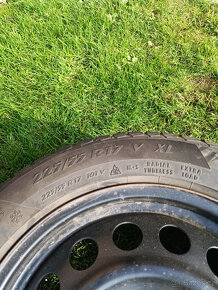 225/55 R17 V XL
225/55 R17 101 V M+S RADIAL TUBELESS EXTRA LOAD